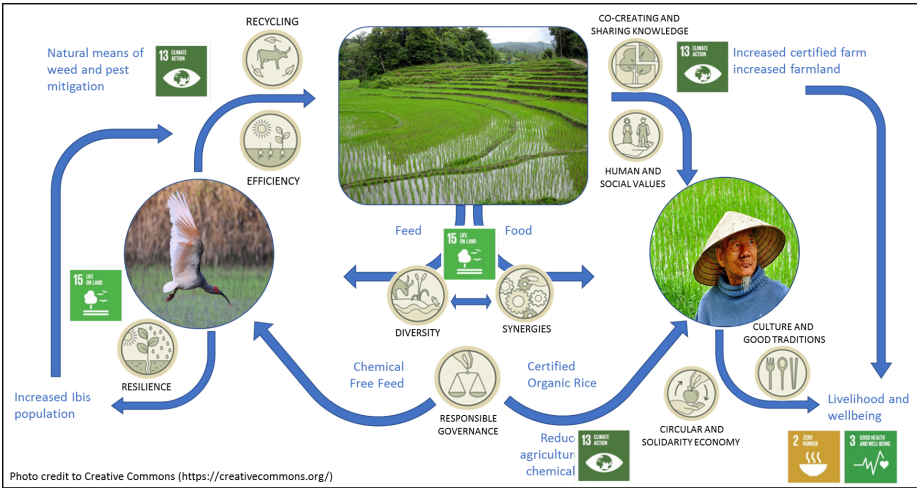 RECYCLING
Natural means of
weed and pest
mitigation
13 CLIMATE
ACTION
EFFICIENCY
CO-CREATING AND
SHARING KNOWLEDGE
13 CLIMATE
ACTION
Increased certified farm
increased farmland
HUMAN AND
SOCIAL VALUES
Feed
Food
15 LIFE
ON LAND
15 LIFE
ON LAND
DIVERSITY
SYNERGIES
RESILIENCE
CULTURE AND
GOOD TRADITIONS
Chemical
Free Feed
Certified
Organic Rice
RESPONSIBLE
GOVERNANCE
CIRCULAR AND
SOLIDARITY ECONOMY
Increased Ibis
population
Livelihood and
wellbeing
Reduc
agricultur
chemical
13 CLIMATE
ACTION
2 ZERO
HUNGER
3 GOOD HEALTH
AND WELL-BEING
Photo credit to Creative Commons (https://creativecommons.org/)